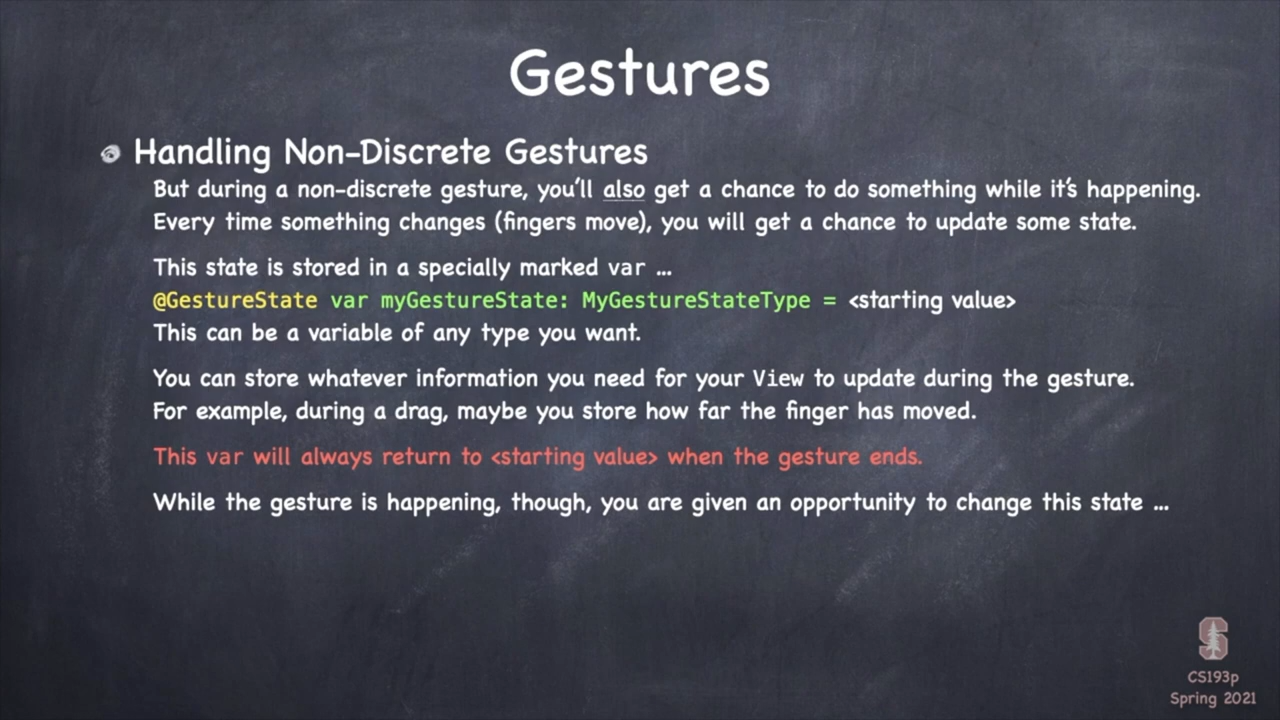 Gestures
Handling Non-Discrete Gestures
But during a non-discrete gesture, you'll also get a chance to do something while it's happening.
Every time something changes (fingers move), you will get a chance to update some state.
This state is stored in a specially marked var ...
@GestureState var myGestureState: MyGestureStateType = <starting value>
This can be a variable of any type you want.
You can store whatever information you need for your View to update during the gesture.
For example, during a drag, maybe you store how far the finger has moved.
This var will always return to <starting value> when the gesture ends.
While the gesture is happening, though, you are given an opportunity to change this state ...
S
CS193p
Spring 2021